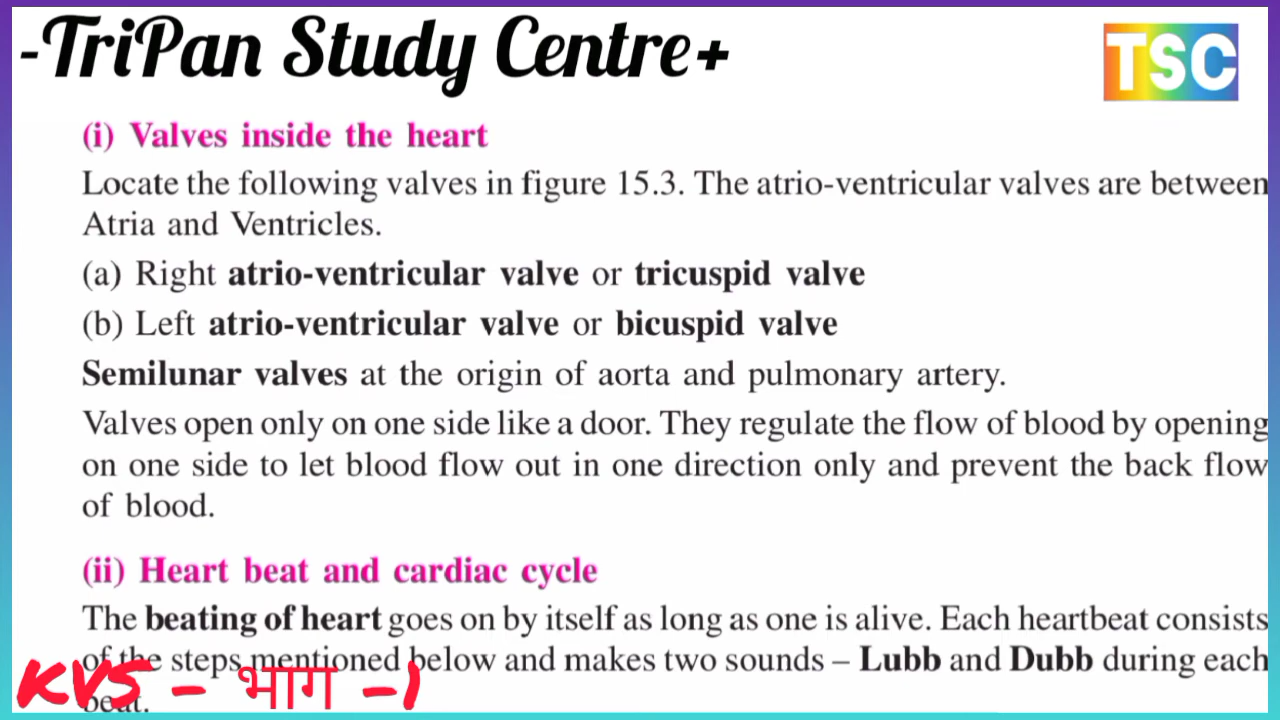 -TriPan Study Centre+
TSC
(i) Valves inside the heart
Locate the following valves in figure 15.3. The atrio-ventricular valves are between
Atria and Ventricles.
(a) Right atrio-ventricular valve or tricuspid valve
(b) Left atrio-ventricular valve or bicuspid valve
Semilunar valves at the origin of aorta and pulmonary artery.
Valves open only on one side like a door. They regulate the flow of blood by opening
on one side to let blood flow out in one direction only and prevent the back flow
of blood.
(ii) Heart beat and cardiac cycle
The beating of heart goes on by itself as long as one is alive. Each heartbeat consists
of the steps mentioned below and makes two sounds – Lubb and Dubb during each
beat.
KVS - भाग -1